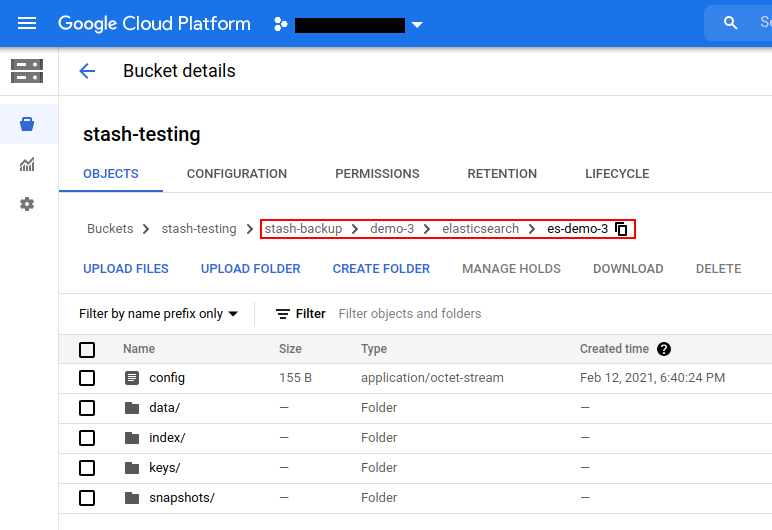 Google Cloud Platform
Bucket details
stash-testing
OBJECTS CONFIGURATION PERMISSIONS RETENTION LIFECYCLE
Buckets > stash-testing > stash-backup > demo-3 > elasticsearch > es-demo-3
UPLOAD FILES UPLOAD FOLDER CREATE FOLDER MANAGE HOLDS DOWNLOAD DELETE
Filter by name prefix only Filter Filter objects and folders
Name Size Type Created time ?
config 155 B application/octet-stream Feb 12, 2021, 6:40:24 PM
data/ — Folder —
index/ — Folder —
keys/ — Folder —
snapshots/ — Folder —